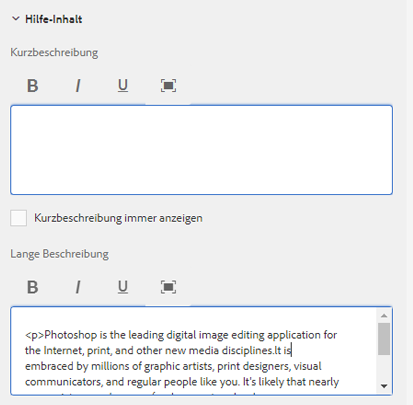 Hilfe-Inhalt
Kurzbeschreibung
B I U
Kurzbeschreibung immer anzeigen
Lange Beschreibung
B I U
<p>Photoshop is the leading digital image editing application for
the Internet, print, and other new media disciplines.It is
embraced by millions of graphic artists, print designers, visual
communicators, and regular people like you. It's likely that nearly